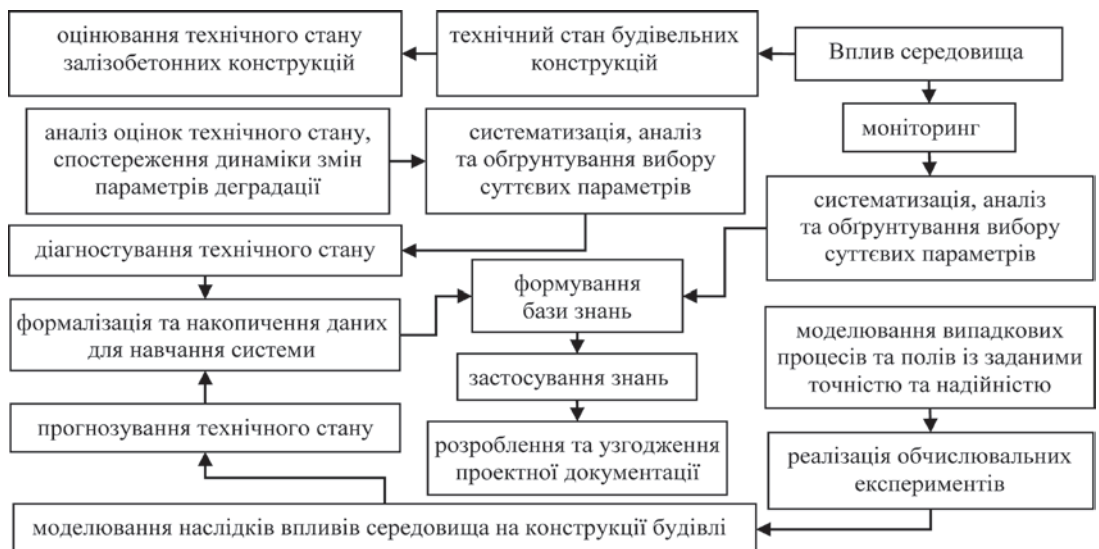 оцінювання технічного стану
залізобетонних конструкцій
технічний стан будівельних
конструкцій
Вплив середовища
моніторинг
аналіз оцінок технічного стану,
спостереження динаміки змін
параметрів деградації
систематизація, аналіз
та обґрунтування вибору
суттєвих параметрів
систематизація, аналіз
та обґрунтування вибору
суттєвих параметрів
діагностування технічного стану
формування
бази знань
формалізація та накопичення даних
для навчання системи
моделювання випадкових
процесів та полів із заданими
точністю та надійністю
застосування знань
прогнозування технічного стану
розроблення та узгодження
проектної документації
реалізація обчислювальних
експериментів
моделювання наслідків впливів середовища на конструкції будівлі